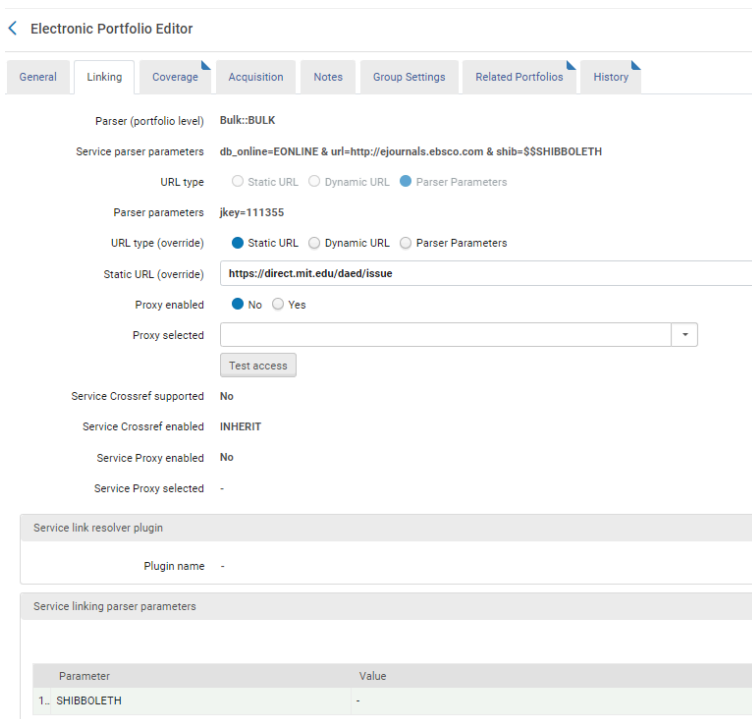 Electronic Portfolio Editor
General Linking Coverage Acquisition Notes Group Settings Related Portfolios History
Parser (portfolio level) Bulk::BULK
Service parser parameters db_online=EONLINE & url=http://ejournals.ebsco.com & shib=$$SHIBBOLETH
URL type Static URL Dynamic URL Parser Parameters
Parser parameters jkey=111355
URL type (override) Static URL Dynamic URL Parser Parameters
Static URL (override) https://direct.mit.edu/daed/issue
Proxy enabled No Yes
Proxy selected
Test access
Service Crossref supported No
Service Crossref enabled INHERIT
Service Proxy enabled No
Service Proxy selected -
Service link resolver plugin
Plugin name -
Service linking parser parameters
Parameter Value
1.. SHIBBOLETH -